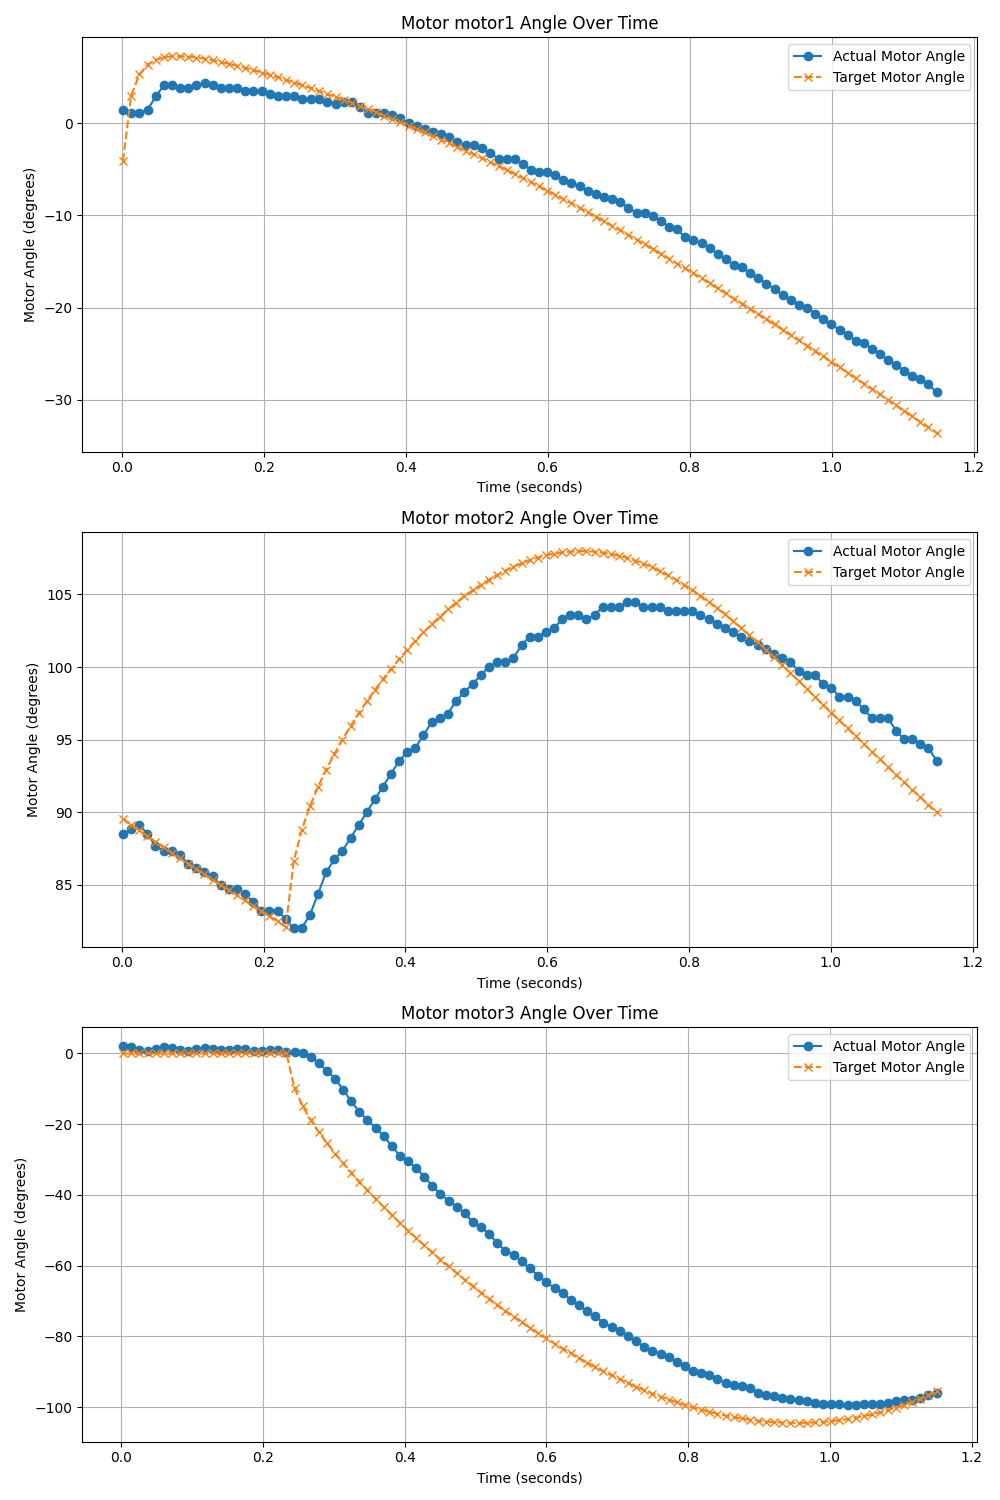 Motor motor1 Angle Over Time
Motor Angle (degrees)
0
−10
−20
−30
Actual Motor Angle
Target Motor Angle
0.0 0.2 0.4 0.6 0.8 1.0 1.2
Time (seconds)
Motor motor2 Angle Over Time
Motor Angle (degrees)
105
100
95
90
85
Actual Motor Angle
Target Motor Angle
0.0 0.2 0.4 0.6 0.8 1.0 1.2
Time (seconds)
Motor motor3 Angle Over Time
Motor Angle (degrees)
0
−20
−40
−60
−80
−100
Actual Motor Angle
Target Motor Angle
0.0 0.2 0.4 0.6 0.8 1.0 1.2
Time (seconds)